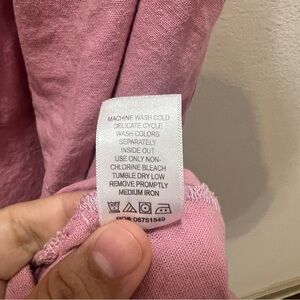 MACHINE WASH COLD
DELICATE CYCLE
WASH COLORS
SEPARATELY
INSIDE OUT
USE ONLY NON-
CHLORINE BLEACH
TUMBLE DRY LOW
REMOVE PROMPTLY
MEDIUM IRON